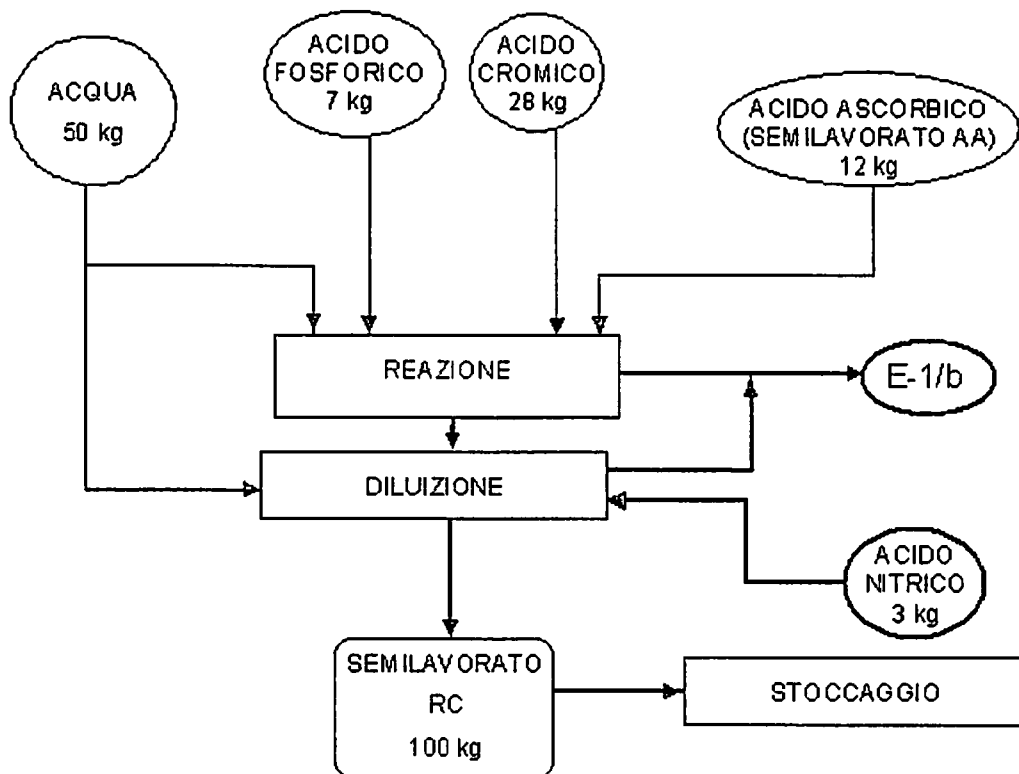 ACQUA
50 kg
ACIDO
FOSFORICO
7 kg
ACIDO
CROMICO
28 kg
ACIDO ASCORBICO
(SEMILAVORATO AA)
12 kg
REAZIONE
E-1/b
DILUIZIONE
ACIDO
NITRICO
3 kg
SEMILAVORATO
RC
100 kg
STOCCAGGIO